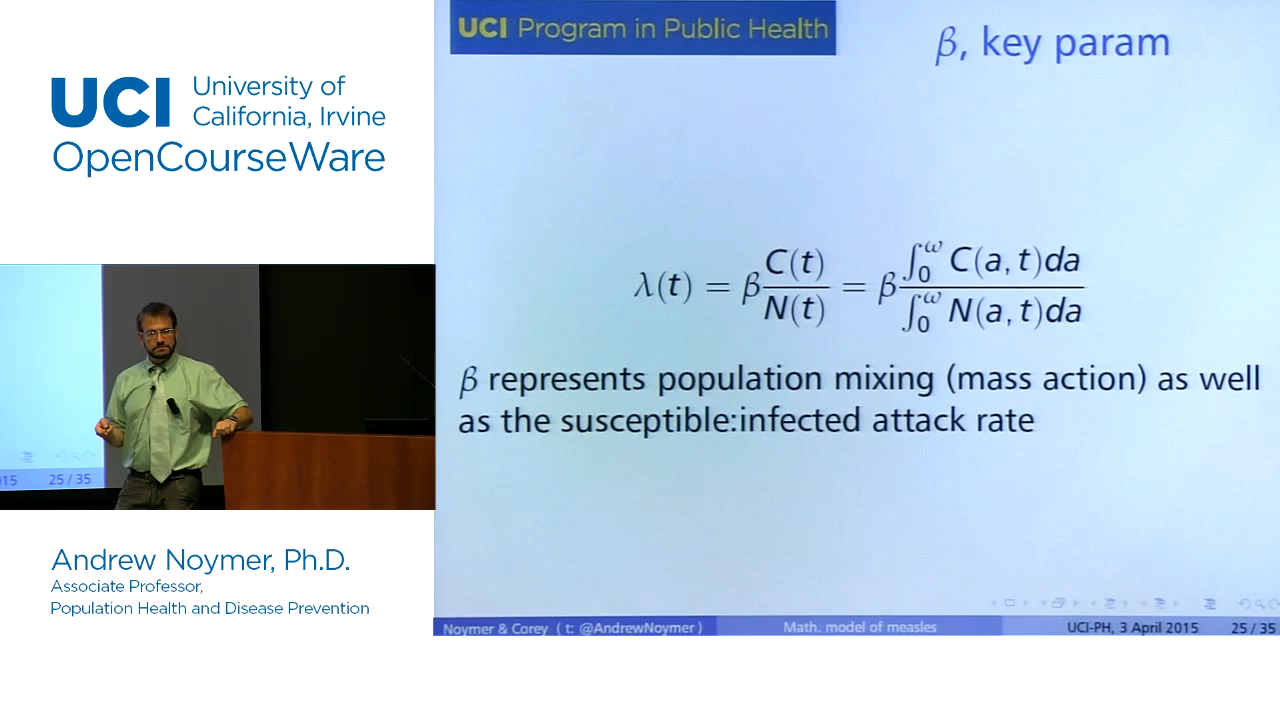 UCI University of
California, Irvine
OpenCourseWare
15 25 / 35
Andrew Noymer, Ph.D.
Associate Professor,
Population Health and Disease Prevention
UCI Program in Public Health
β, key param
λ(t) = β C(t)/N(t) = β ∫₀^ω C(a, t)da / ∫₀^ω N(a, t)da
β represents population mixing (mass action) as well
as the susceptible:infected attack rate
Noymer & Corey ( t: @AndrewNoymer ) Math. model of measles UCI-PH, 3 April 2015 25 / 35